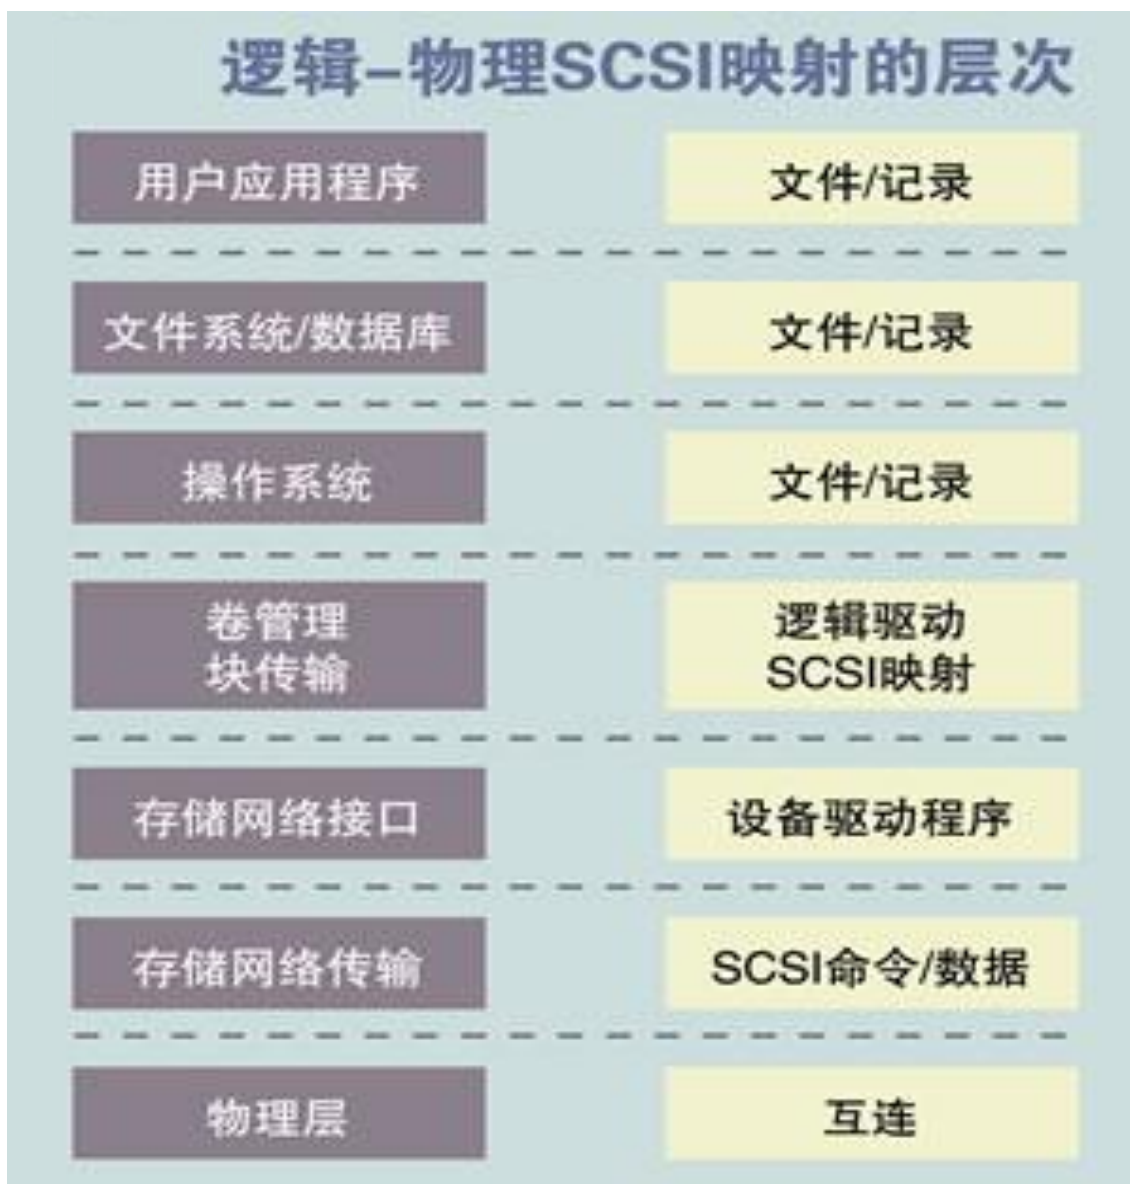 逻辑-物理SCSI映射的层次
用户应用程序
文件/记录
文件系统/数据库
文件/记录
操作系统
文件/记录
卷管理
块传输
逻辑驱动
SCSI映射
存储网络接口
设备驱动程序
存储网络传输
SCSI命令/数据
物理层
互连